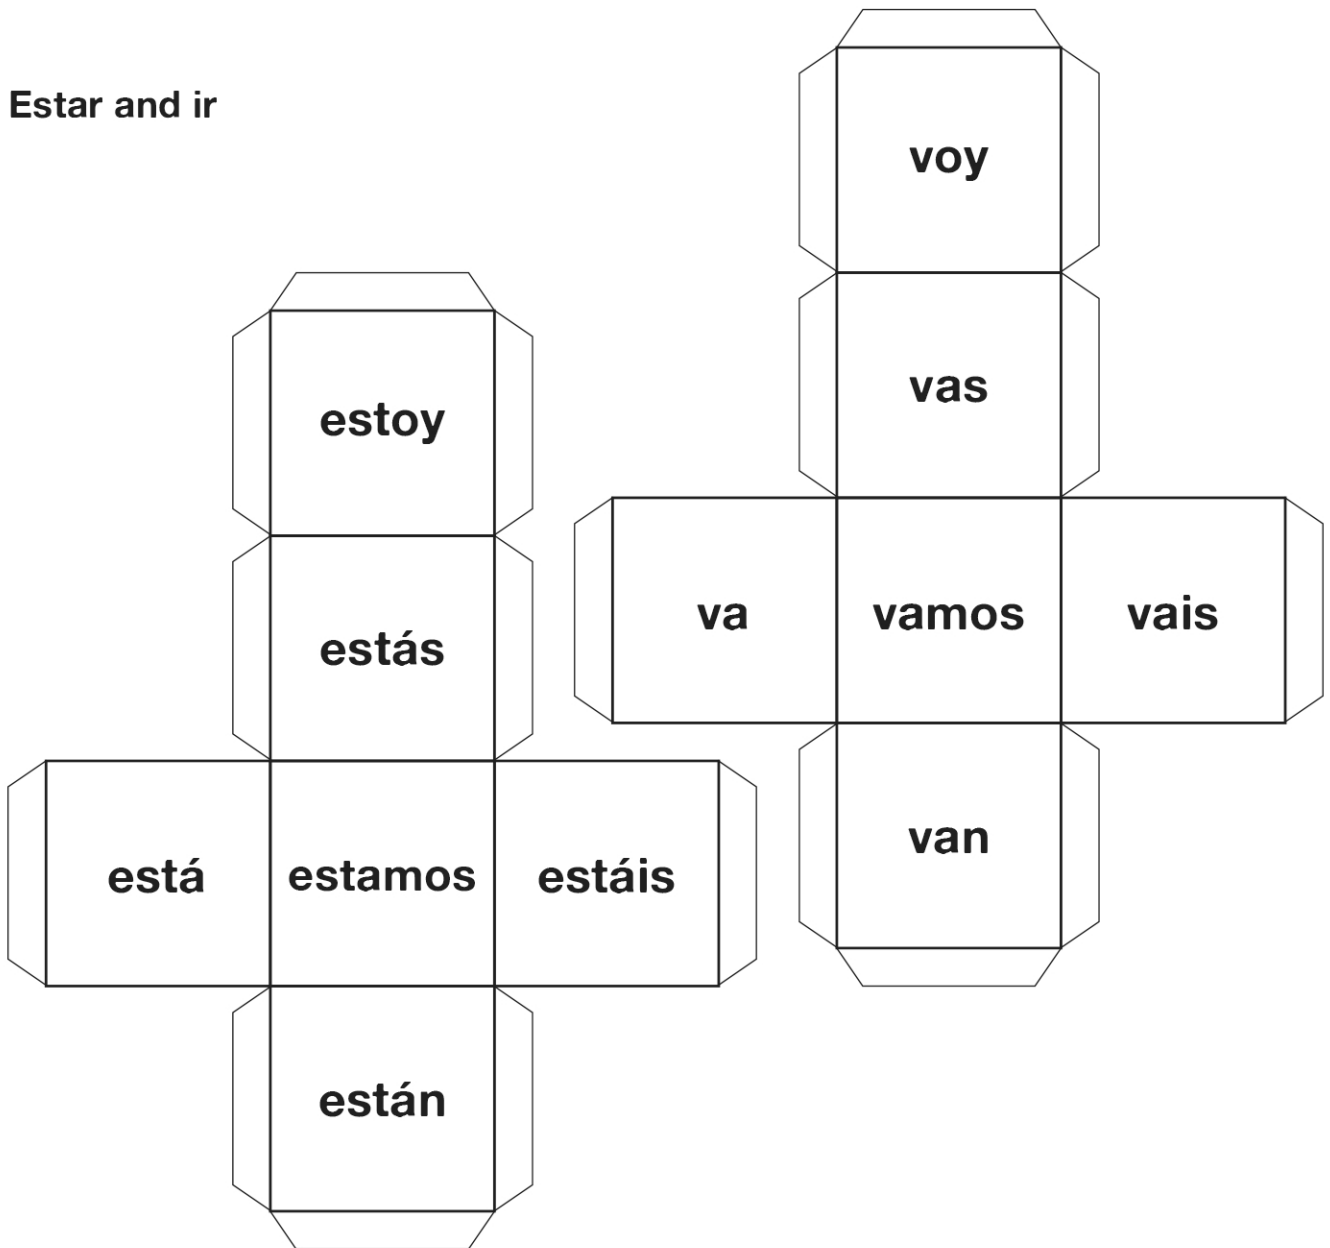 Estar and ir
estoy
estás
está estamos estáis
están
voy
vas
va vamos vais
van